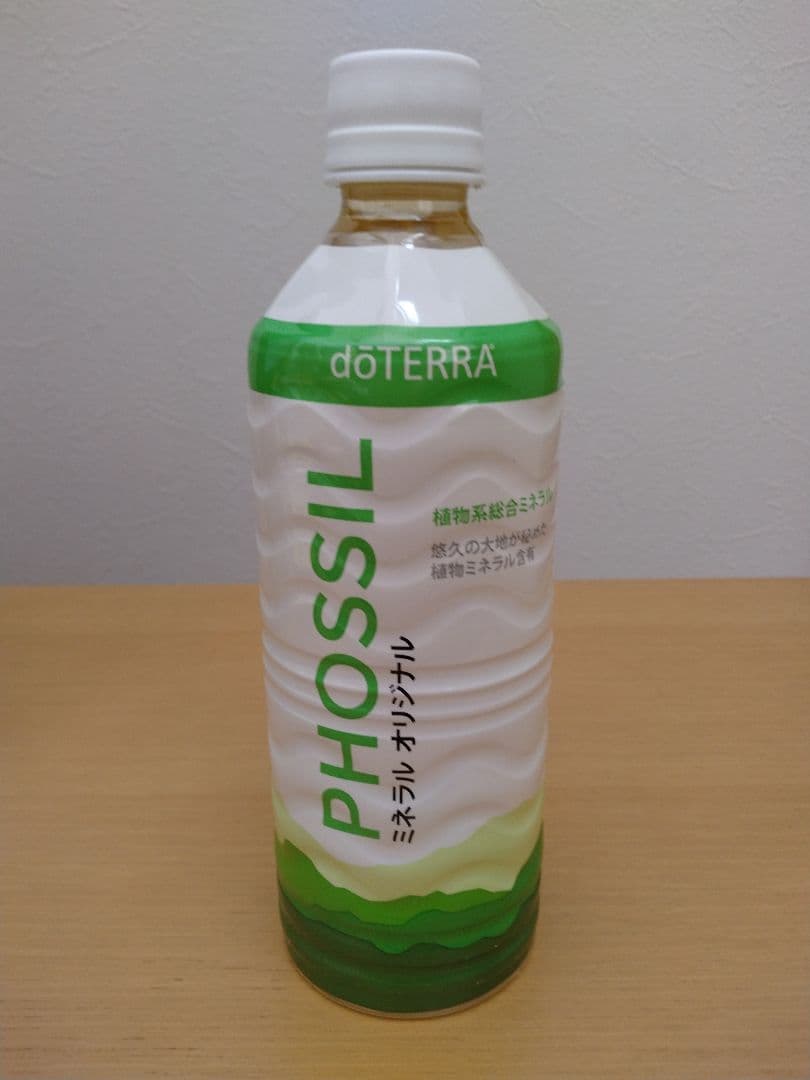 dōTERRA®
PHOSSIL
ミネラル オリジナル
植物系総合ミネラル
悠久の大地が秘めた
植物ミネラル含有